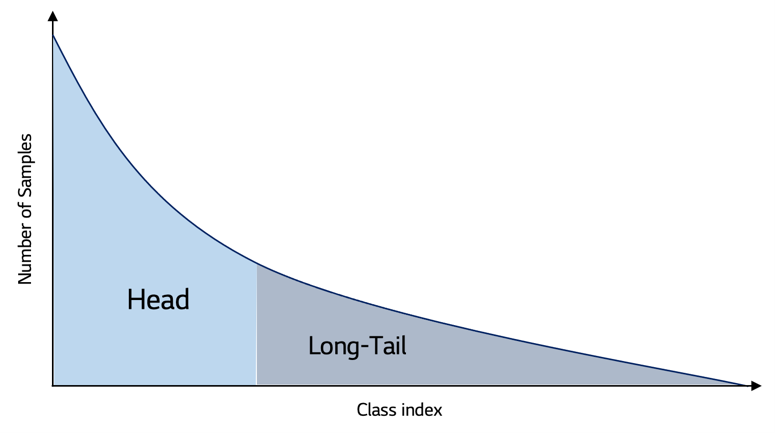 Number of Samples
Head
Long-Tail
Class index